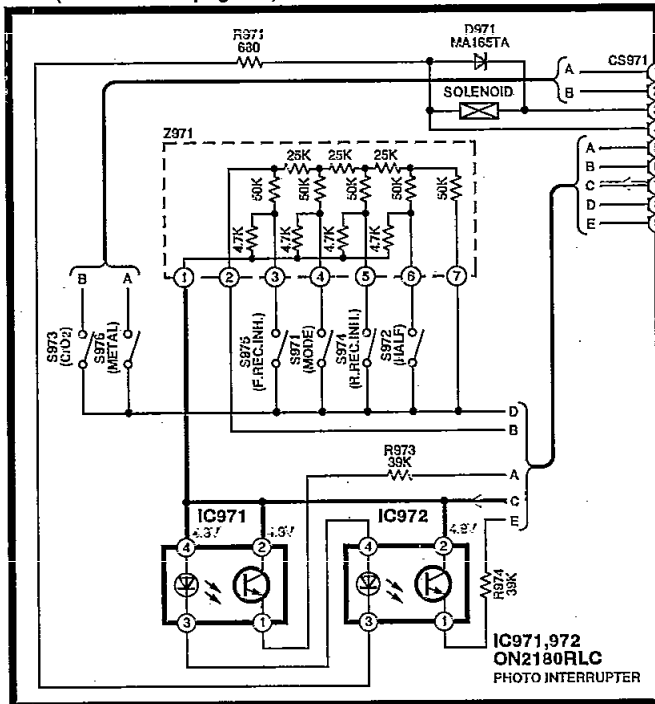 R971
680
D971
MA165TA
CS971
A
B
SOLENOID
Z971
25K 25K 25K
50K 50K 50K 50K 50K
4.7K 4.7K 4.7K 4.7K
A
B
C
D
E
1 2 3 4 5 6 7
B A
S973
(CrO2)
S976
(METAL)
S975
(F.REC.INH.)
S971
(MODE)
S974
(R.REC.INH.)
S972
(HALF)
D
B
R973
39K
A
C
E
IC971
IC972
4.9V
4 2
4 2
3 1
3 1
R974
39K
IC971,972
ON2180RLC
PHOTO INTERRUPTER